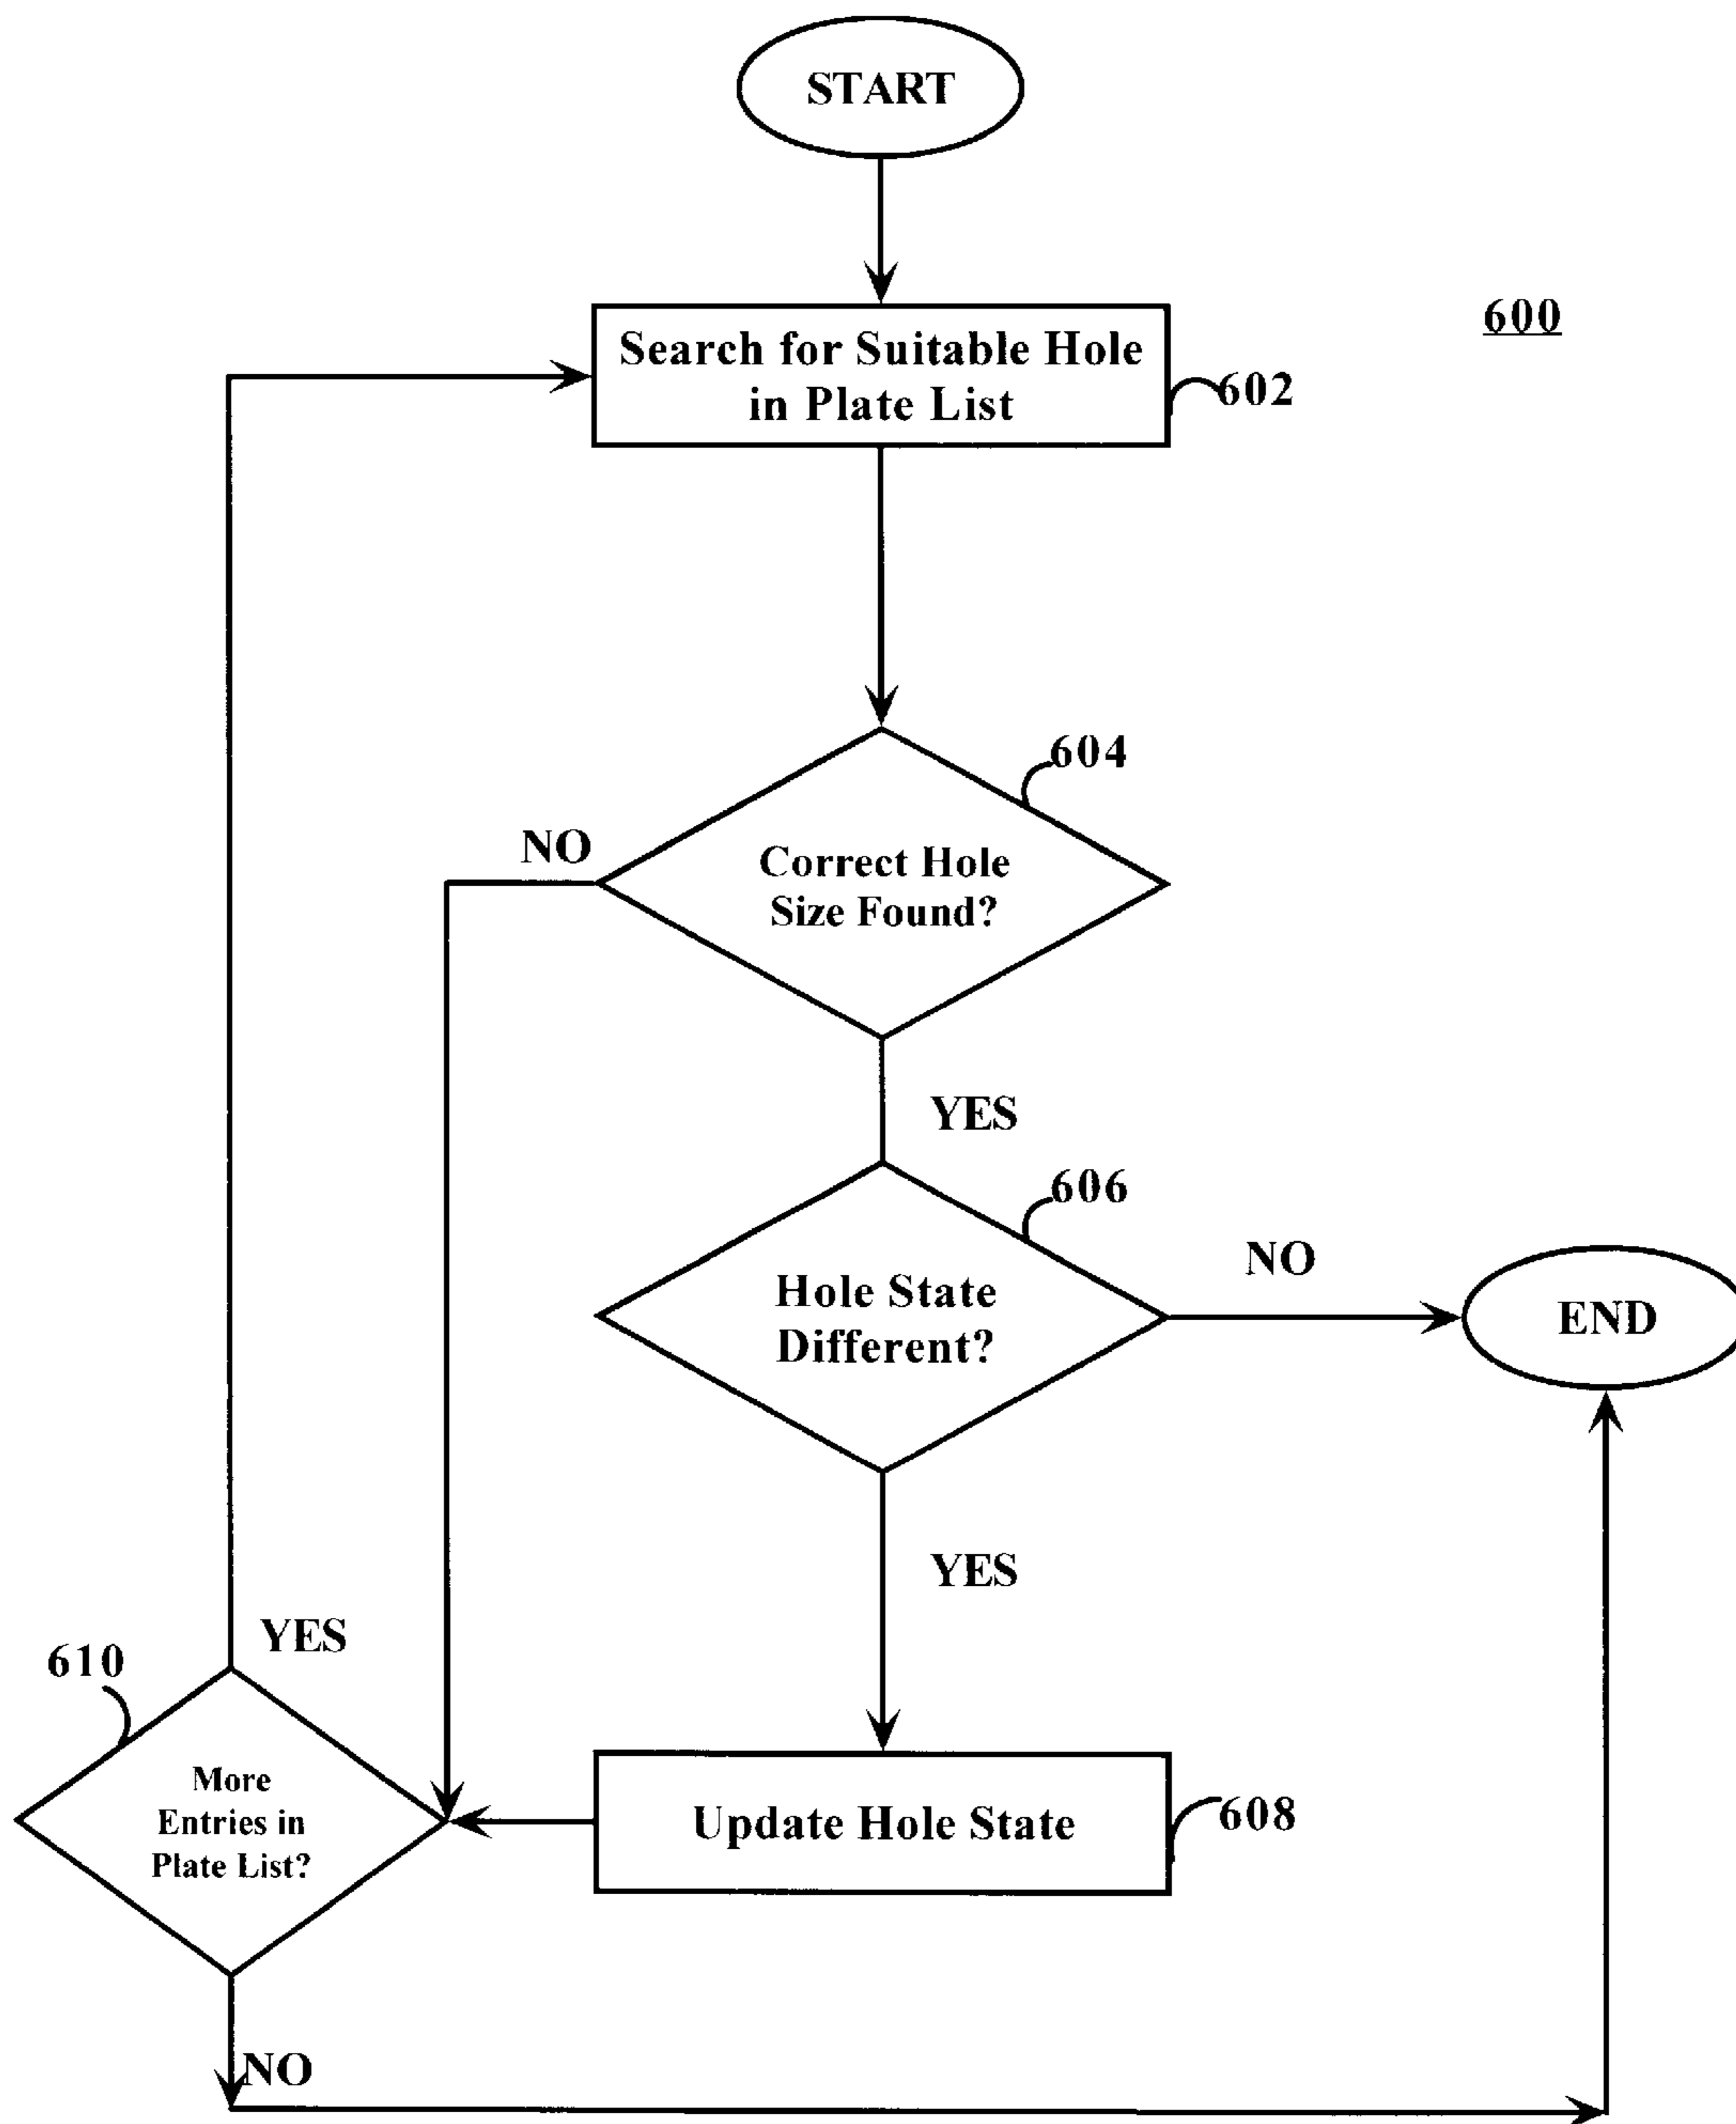 START
600
Search for Suitable Hole
in Plate List
602
604
NO
Correct Hole
Size Found?
YES
606
Hole State
Different?
NO
END
YES
YES
610
More
Entries in
Plate List?
Update Hole State
608
NO